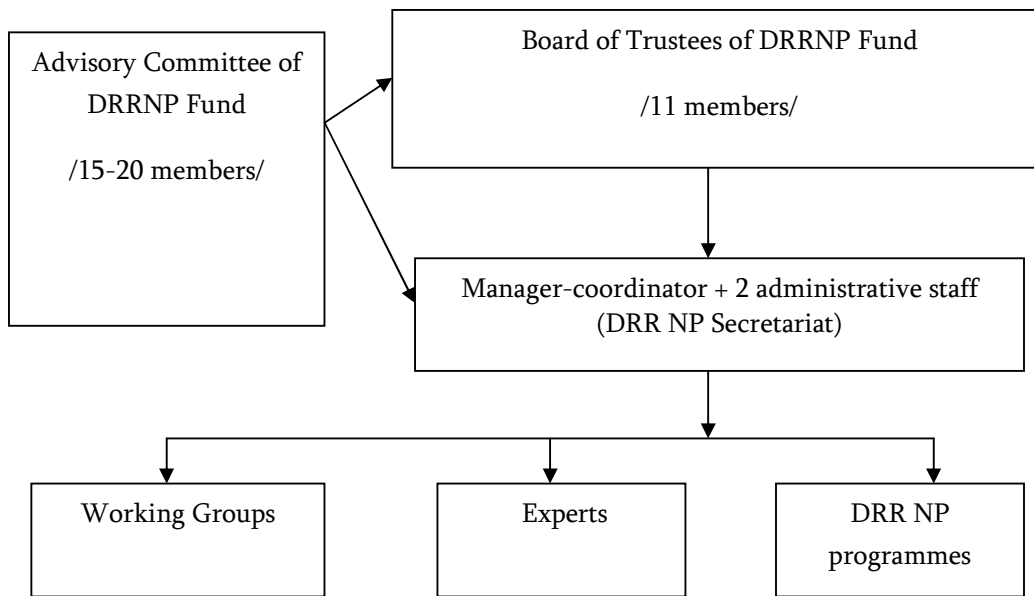 Advisory Committee of
DRRNP Fund
/15-20 members/
Board of Trustees of DRRNP Fund
/11 members/
Manager-coordinator + 2 administrative staff
(DRR NP Secretariat)
Working Groups
Experts
DRR NP
programmes